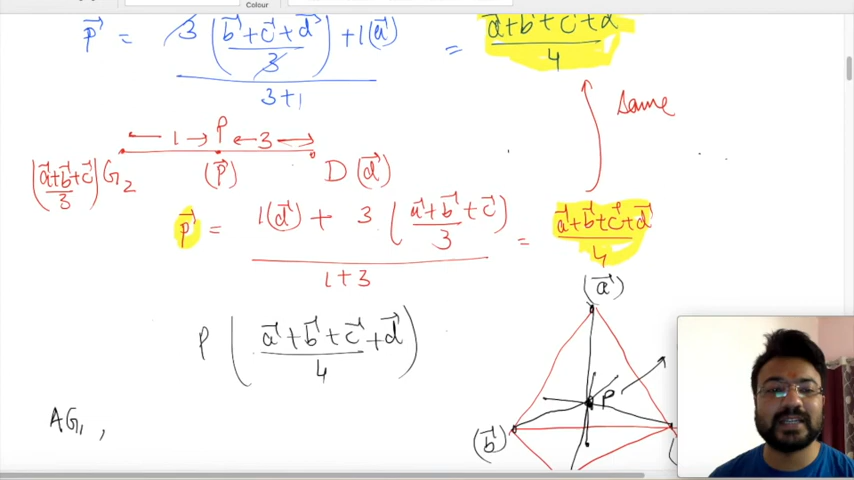 Colour
p⃗ = 3(b⃗+c⃗+d⃗/3)+1(a⃗) / 3+1 = a⃗+b⃗+c⃗+d⃗ / 4
same
1 → P ← 3
(a⃗+b⃗+c⃗/3) G₂ (p⃗) D (d⃗)
p⃗ = 1(d⃗) + 3(a⃗+b⃗+c⃗/3) / 1+3 = a⃗+b⃗+c⃗+d⃗ / 4
(a⃗)
P (a⃗+b⃗+c⃗+d⃗ / 4)
P
AG₁ ,
(b⃗)